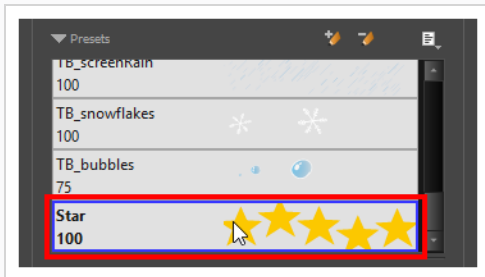 Presets
TB_screenRain
100
TB_snowflakes
100
TB_bubbles
75
Star
100